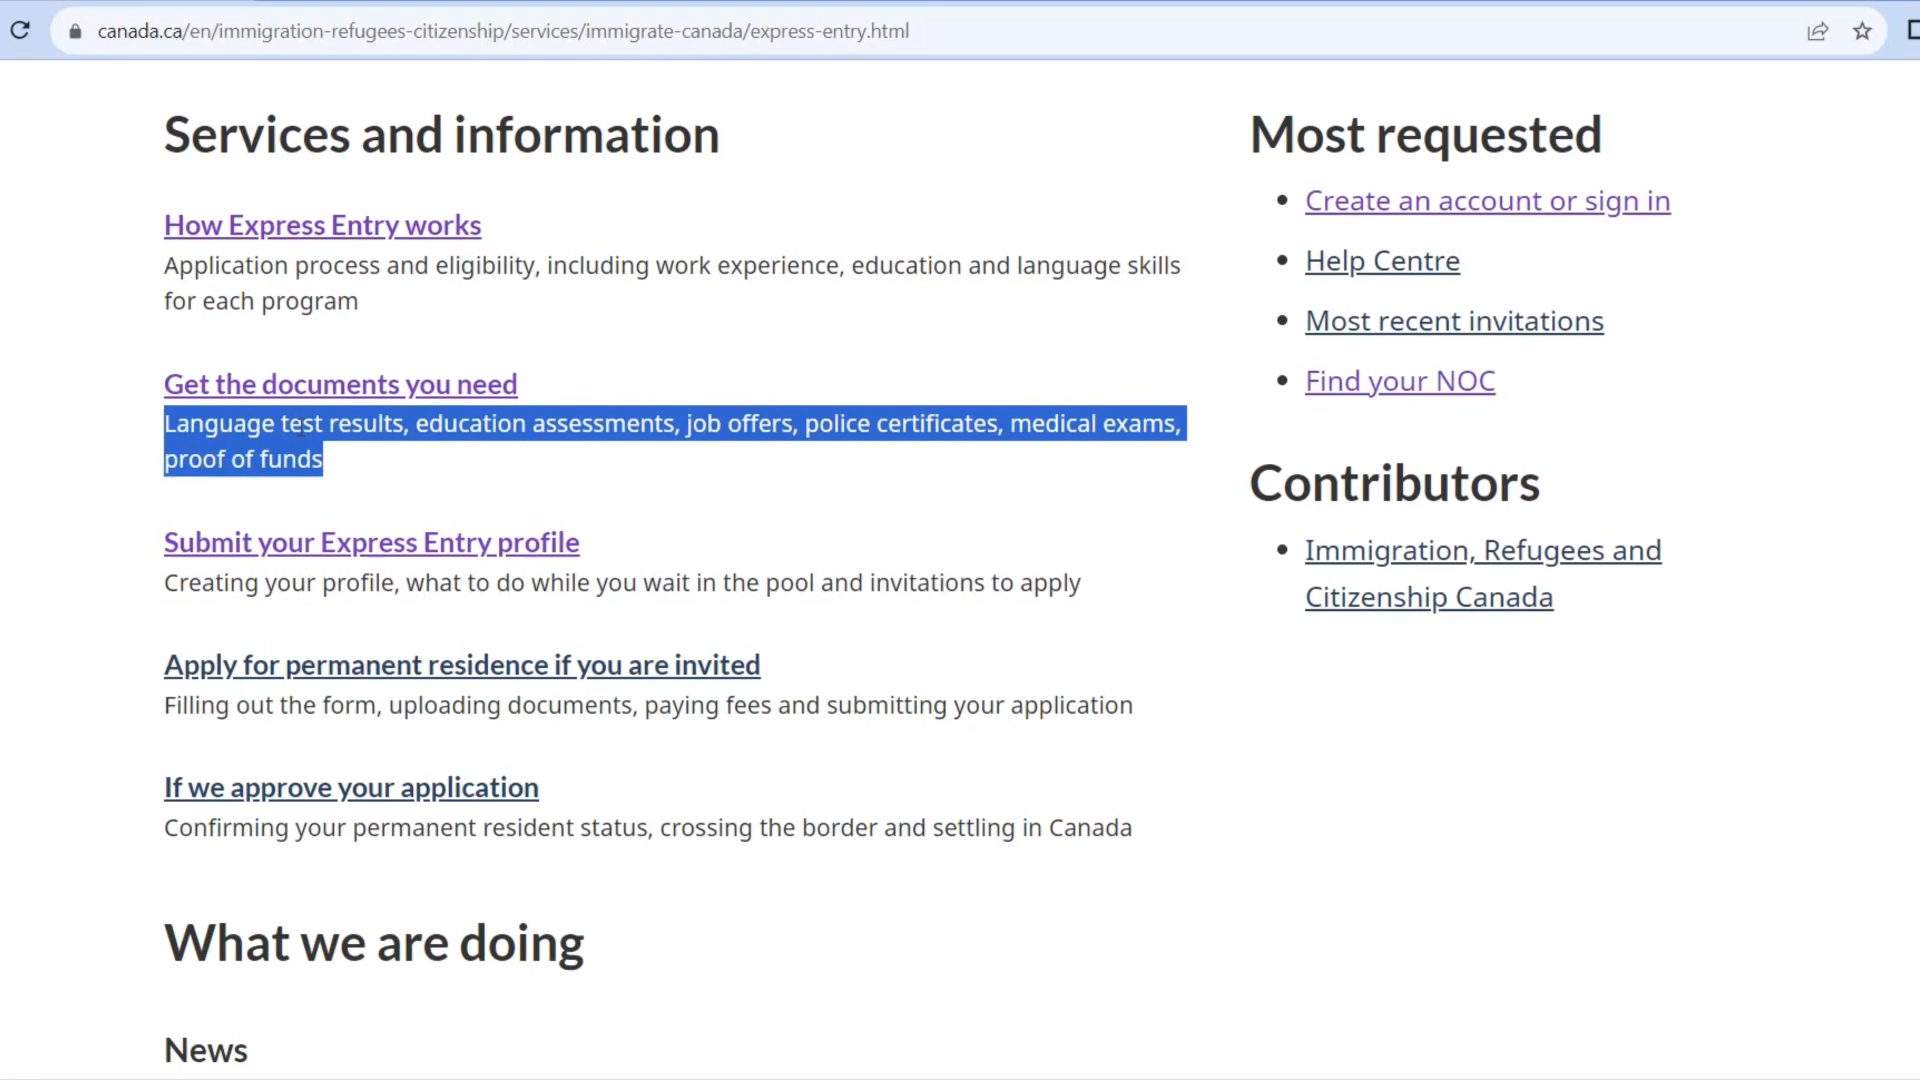 canada.ca/en/immigration-refugees-citizenship/services/immigrate-canada/express-entry.html
Services and information
How Express Entry works
Application process and eligibility, including work experience, education and language skills
for each program
Get the documents you need
Language test results, education assessments, job offers, police certificates, medical exams,
proof of funds
Submit your Express Entry profile
Creating your profile, what to do while you wait in the pool and invitations to apply
Apply for permanent residence if you are invited
Filling out the form, uploading documents, paying fees and submitting your application
If we approve your application
Confirming your permanent resident status, crossing the border and settling in Canada
What we are doing
News
Most requested
Create an account or sign in
Help Centre
Most recent invitations
Find your NOC
Contributors
Immigration, Refugees and
Citizenship Canada